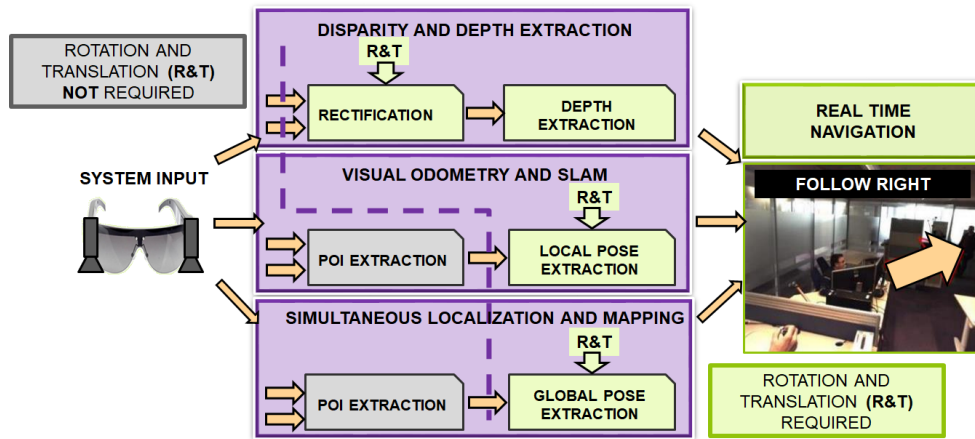 DISPARITY AND DEPTH EXTRACTION
ROTATION AND
TRANSLATION (R&T)
NOT REQUIRED
R&T
RECTIFICATION
DEPTH
EXTRACTION
REAL TIME
NAVIGATION
SYSTEM INPUT
VISUAL ODOMETRY AND SLAM
R&T
POI EXTRACTION
LOCAL POSE
EXTRACTION
FOLLOW RIGHT
SIMULTANEOUS LOCALIZATION AND MAPPING
R&T
POI EXTRACTION
GLOBAL POSE
EXTRACTION
ROTATION AND
TRANSLATION (R&T)
REQUIRED